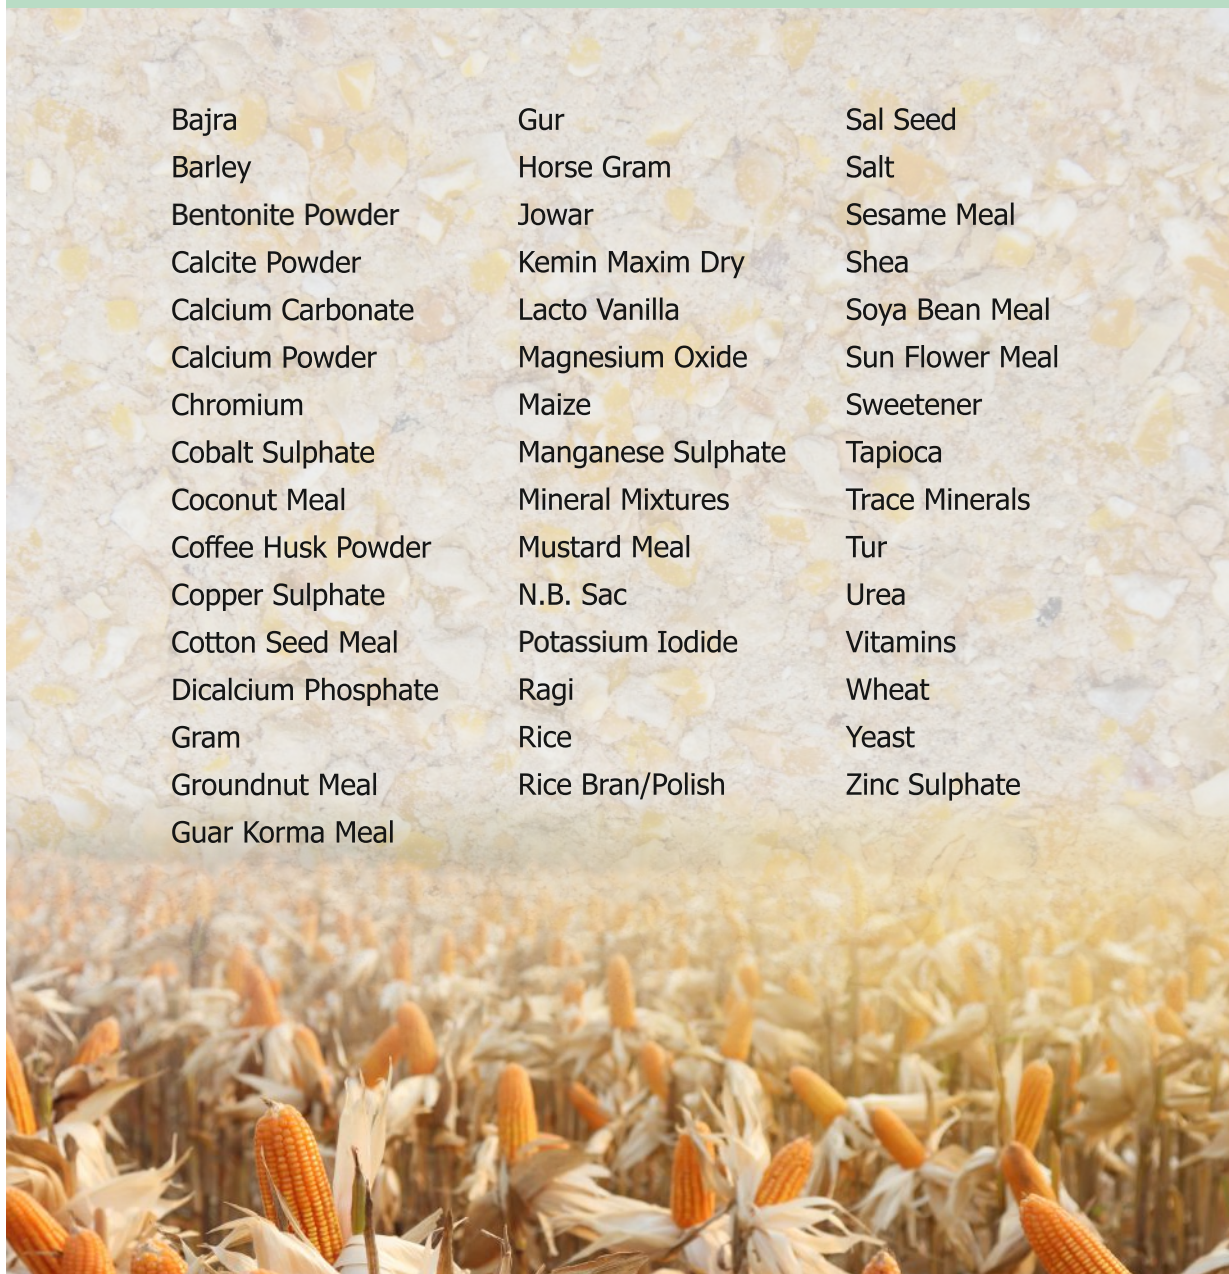 Bajra
Barley
Bentonite Powder
Calcite Powder
Calcium Carbonate
Calcium Powder
Chromium
Cobalt Sulphate
Coconut Meal
Coffee Husk Powder
Copper Sulphate
Cotton Seed Meal
Dicalcium Phosphate
Gram
Groundnut Meal
Guar Korma Meal
Gur
Horse Gram
Jowar
Kemin Maxim Dry
Lacto Vanilla
Magnesium Oxide
Maize
Manganese Sulphate
Mineral Mixtures
Mustard Meal
N.B. Sac
Potassium Iodide
Ragi
Rice
Rice Bran/Polish
Sal Seed
Salt
Sesame Meal
Shea
Soya Bean Meal
Sun Flower Meal
Sweetener
Tapioca
Trace Minerals
Tur
Urea
Vitamins
Wheat
Yeast
Zinc Sulphate